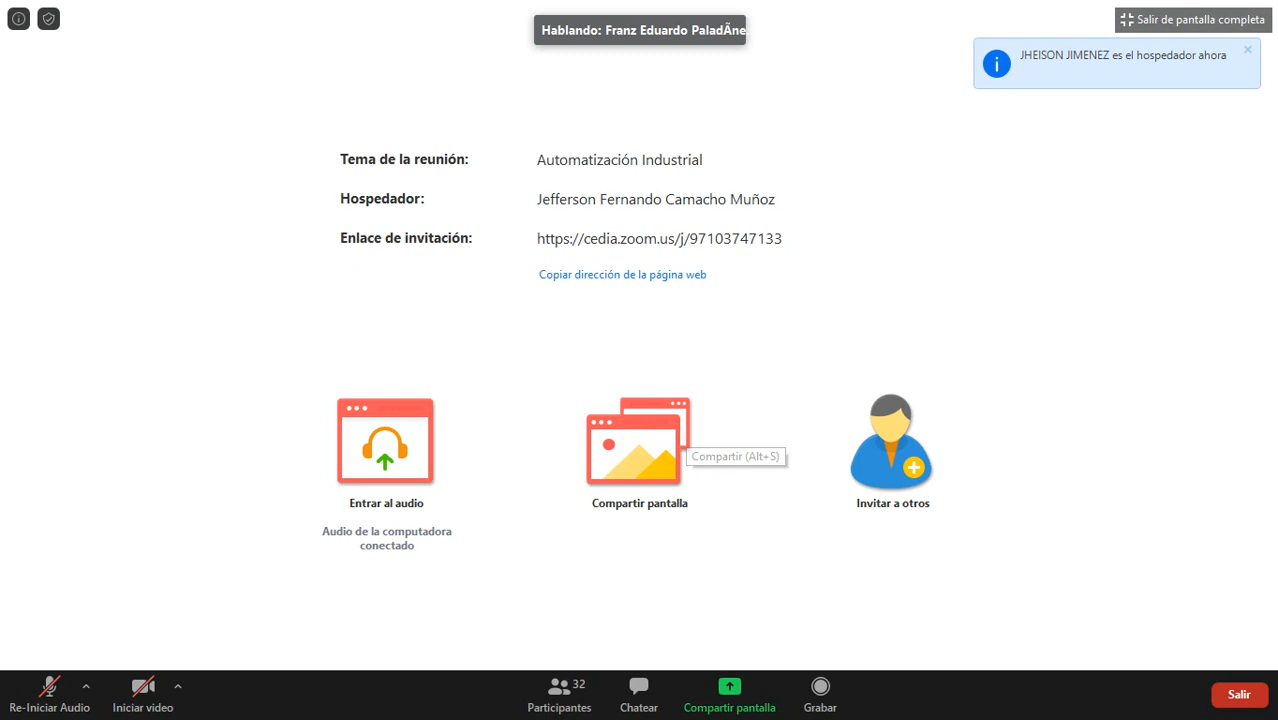 Hablando: Franz Eduardo PaladÃne.
Salir de pantalla completa
JHEISON JIMENEZ es el hospedador ahora
Tema de la reunión: Automatización Industrial
Hospedador: Jefferson Fernando Camacho Muñoz
Enlace de invitación: https://cedia.zoom.us/j/97103747133
Copiar dirección de la página web
Compartir (Alt+S)
Entrar al audio Compartir pantalla Invitar a otros
Audio de la computadora
conectado
32
Re-Iniciar Audio Iniciar video Participantes Chatear Compartir pantalla Grabar Salir